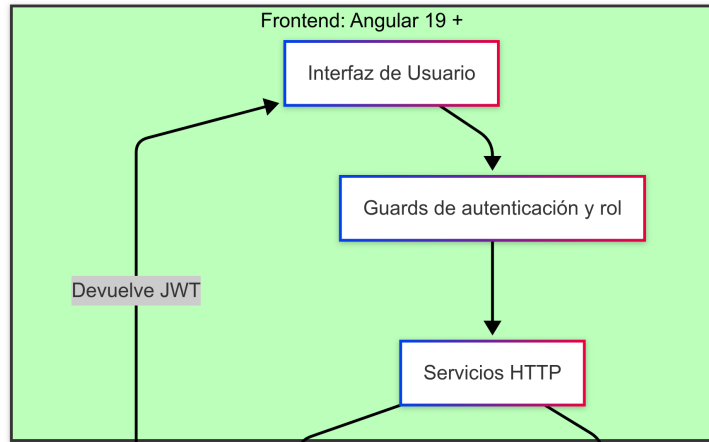 Frontend: Angular 19 +
Interfaz de Usuario
Guards de autenticación y rol
Devuelve JWT
Servicios HTTP